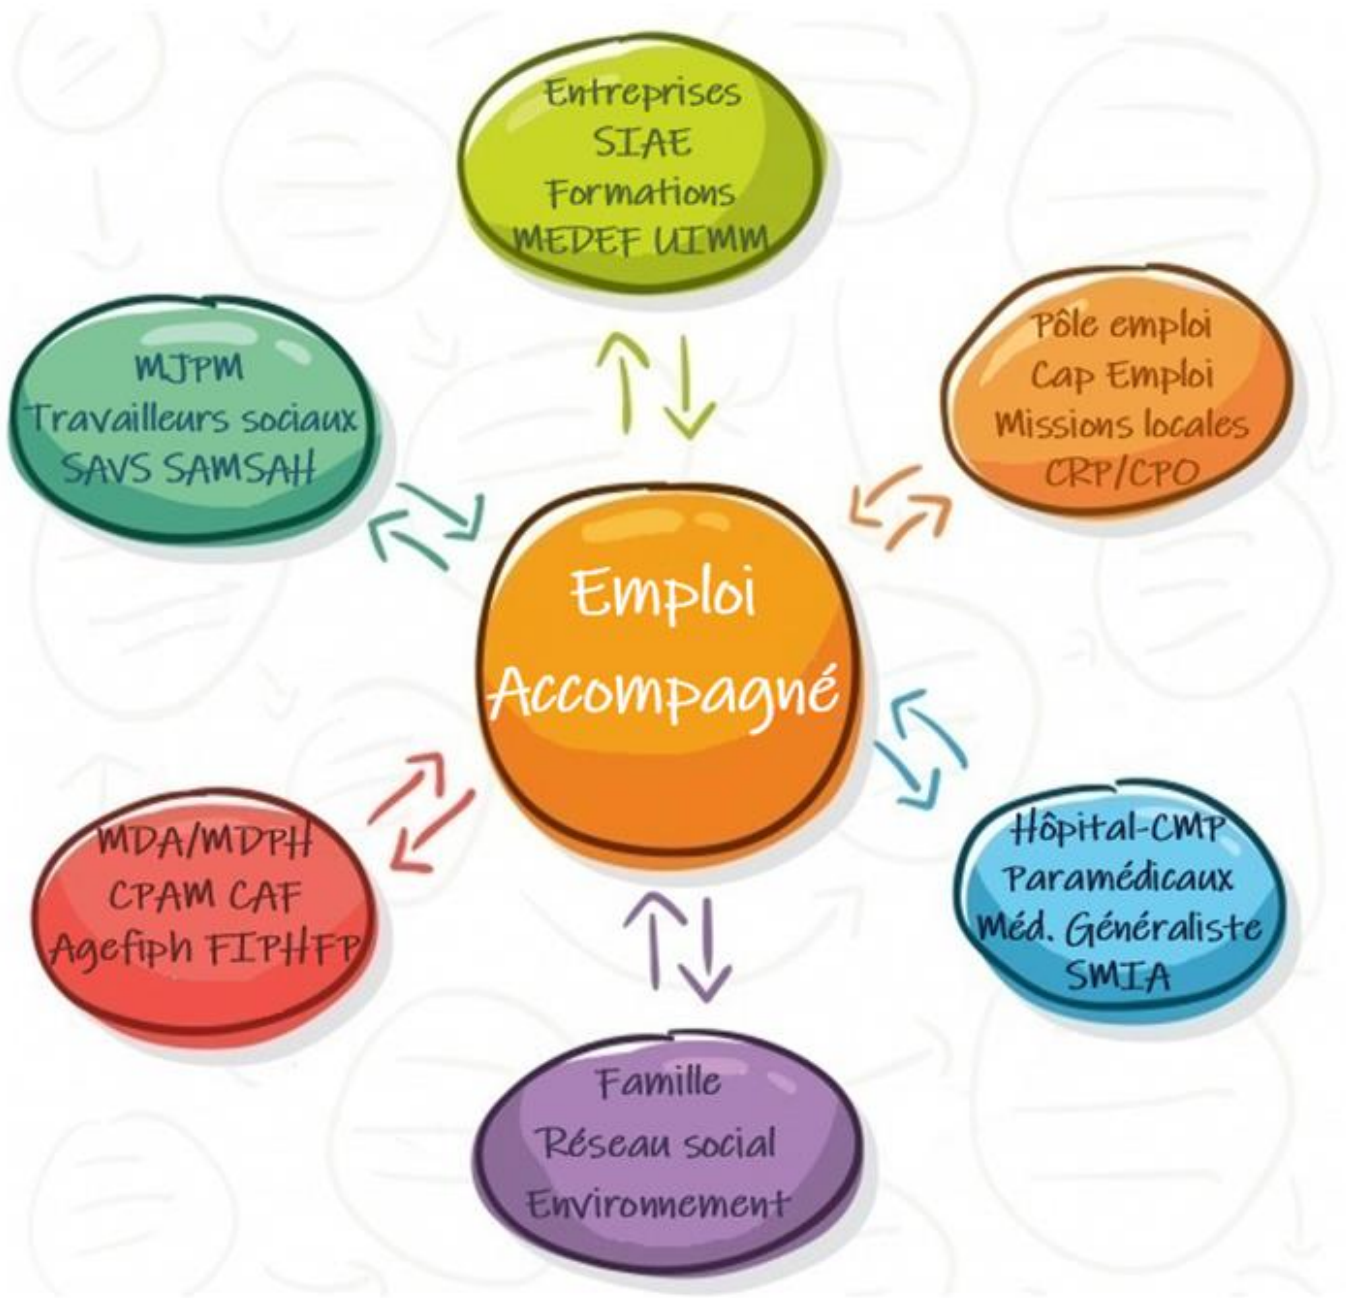 Entreprises
SIAE
Formations
MEDEF UIMM
Pôle emploi
Cap Emploi
Missions locales
CRP/CPO
MJPM
Travailleurs sociaux
SAVS SAMSAH
Emploi
Accompagné
MDA/MDPH
CPAM CAF
Agefiph FIPHFP
Hôpital-CMP
Paramédicaux
Méd. Généraliste
SMIA
Famille
Réseau social
Environnement